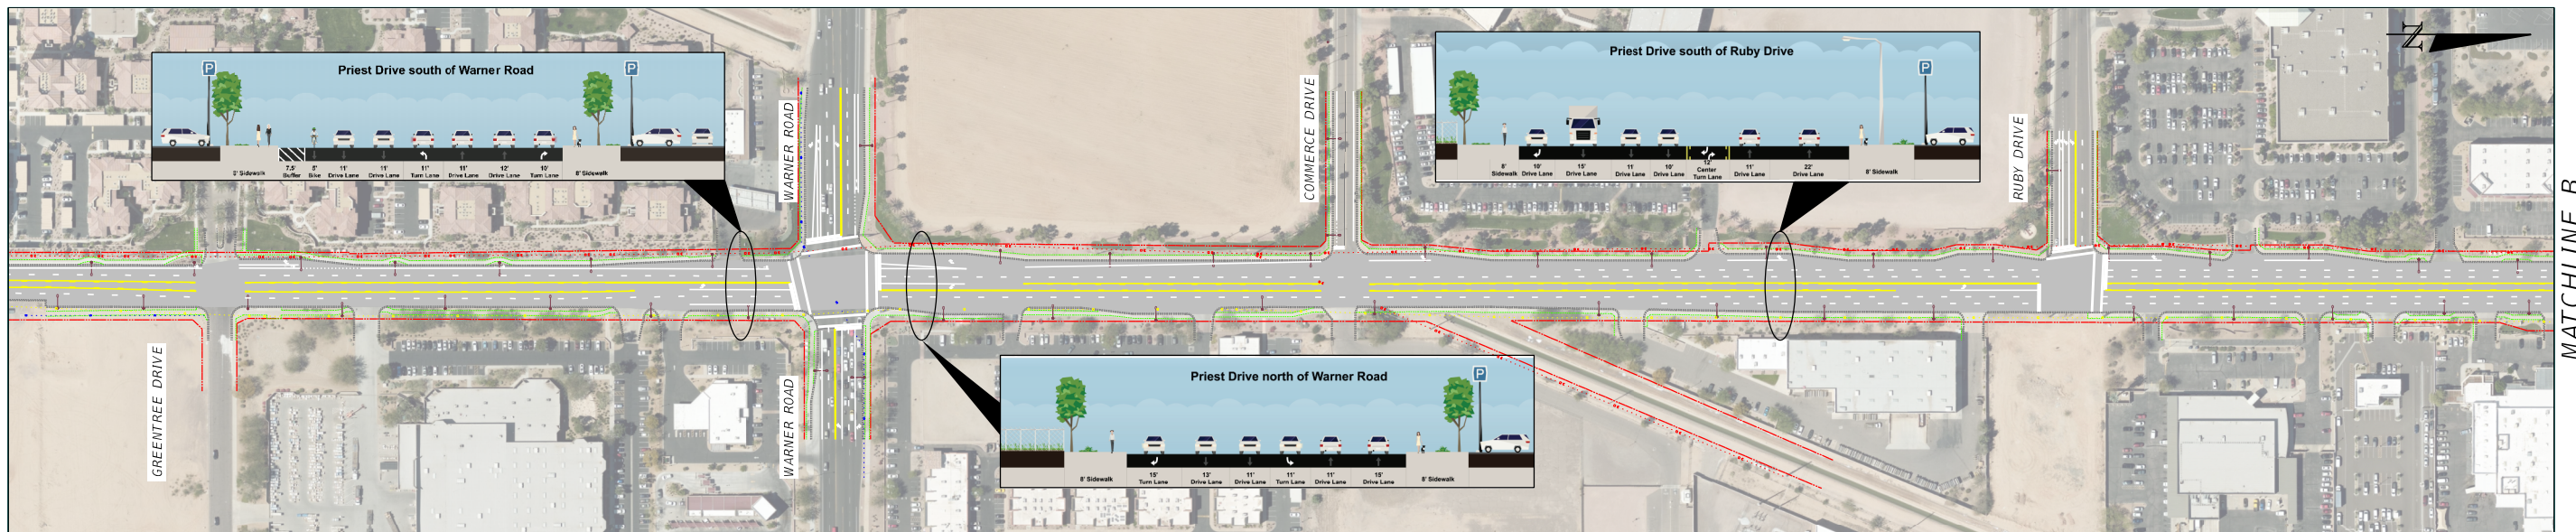 Priest Drive south of Warner Road
P
P
8' Sidewalk
7.5' Buffer
Bike
11' Drive Lane
11' Drive Lane
11' Turn Lane
11' Drive Lane
12' Drive Lane
10' Turn Lane
8' Sidewalk
WARNER ROAD
COMMERCE DRIVE
Priest Drive south of Ruby Drive
P
8' Sidewalk
10' Drive Lane
15' Drive Lane
11' Drive Lane
10' Drive Lane
12' Center Turn Lane
11' Drive Lane
22' Drive Lane
8' Sidewalk
RUBY DRIVE
N
MATCHLINE B
GREENTREE DRIVE
WARNER ROAD
Priest Drive north of Warner Road
P
8' Sidewalk
15' Turn Lane
13' Drive Lane
11' Drive Lane
11' Turn Lane
11' Drive Lane
15' Drive Lane
8' Sidewalk